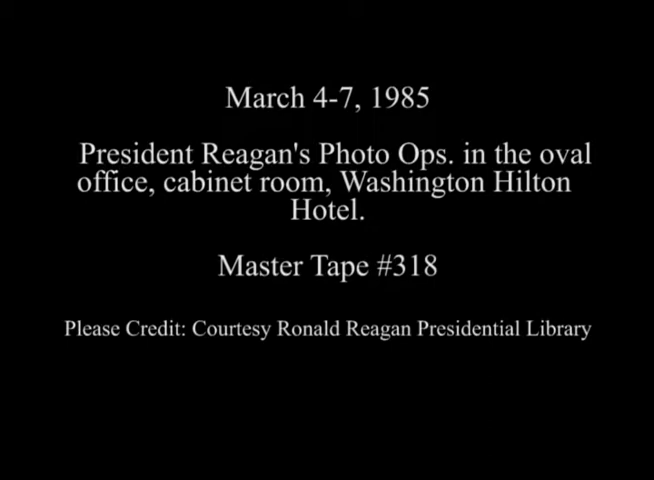 March 4-7, 1985
President Reagan's Photo Ops. in the oval
office, cabinet room, Washington Hilton
Hotel.
Master Tape #318
Please Credit: Courtesy Ronald Reagan Presidential Library